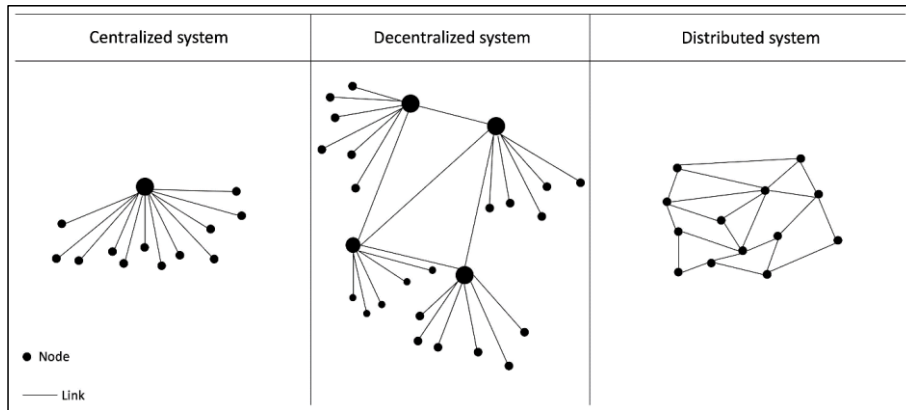 Centralized system
Decentralized system
Distributed system
Node
Link